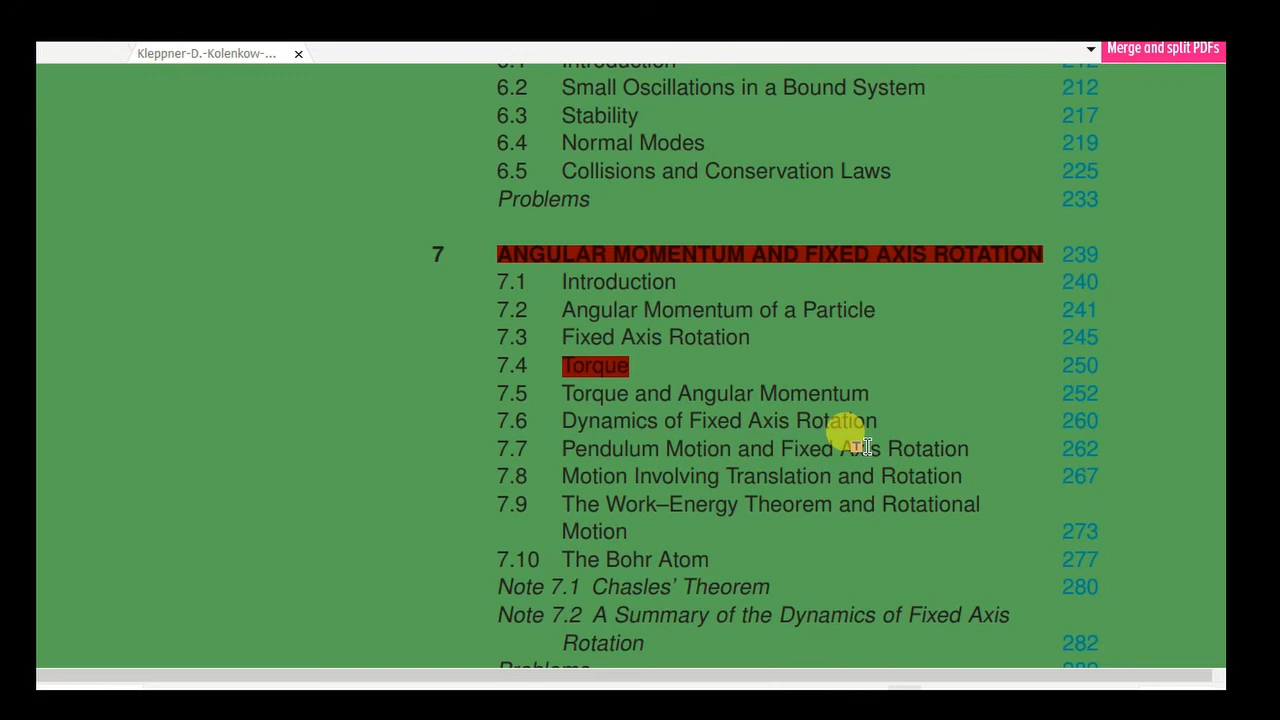 Kleppner-D.-Kolenkow-...
Merge and split PDFs
6.1 Introduction 212
6.2 Small Oscillations in a Bound System 212
6.3 Stability 217
6.4 Normal Modes 219
6.5 Collisions and Conservation Laws 225
Problems 233
7 ANGULAR MOMENTUM AND FIXED AXIS ROTATION 239
7.1 Introduction 240
7.2 Angular Momentum of a Particle 241
7.3 Fixed Axis Rotation 245
7.4 Torque 250
7.5 Torque and Angular Momentum 252
7.6 Dynamics of Fixed Axis Rotation 260
7.7 Pendulum Motion and Fixed Axis Rotation 262
7.8 Motion Involving Translation and Rotation 267
7.9 The Work–Energy Theorem and Rotational
Motion 273
7.10 The Bohr Atom 277
Note 7.1 Chasles’ Theorem 280
Note 7.2 A Summary of the Dynamics of Fixed Axis
Rotation 282
Problems